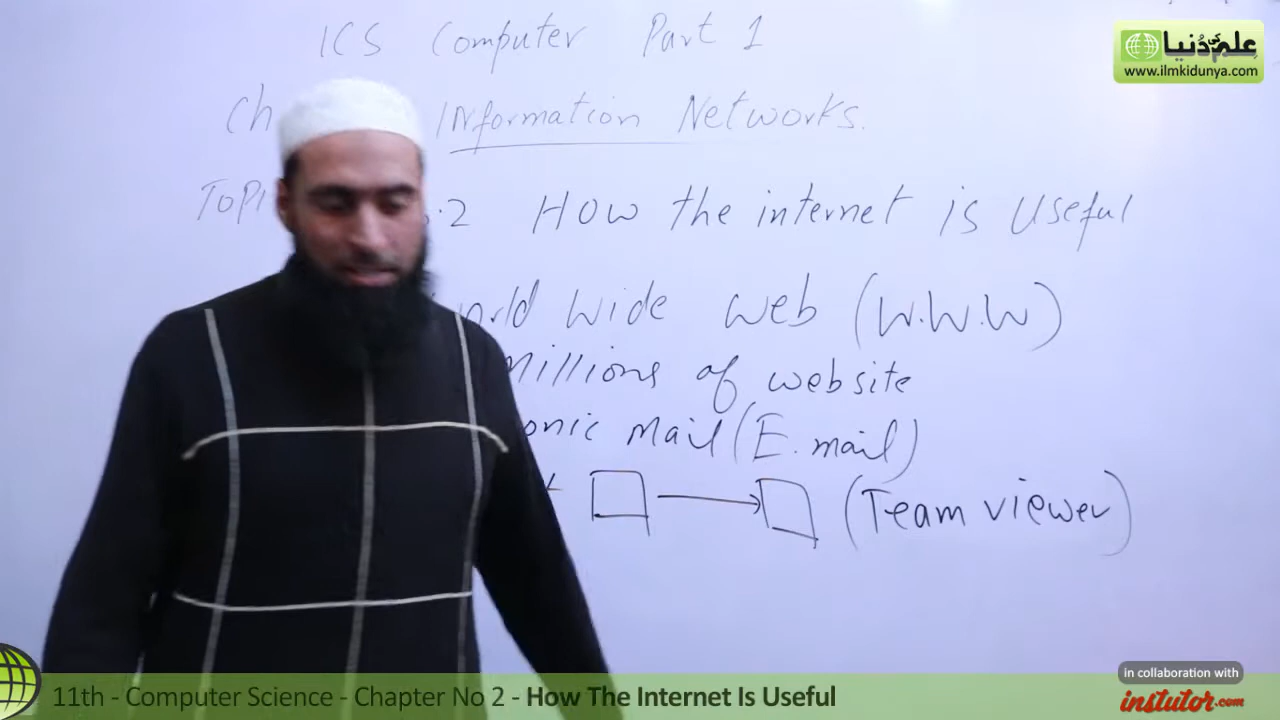 ICS Computer Part 1
Ch Information Networks.
Topi .2 How the internet is Useful
orld Wide Web (W.W.W)
Millions of website
onic Mail (E.mail)
(Team viewer)
علم کی دُنیا
www.ilmkidunya.com
in collaboration with
instutor.com
11th - Computer Science - Chapter No 2 - How The Internet Is Useful